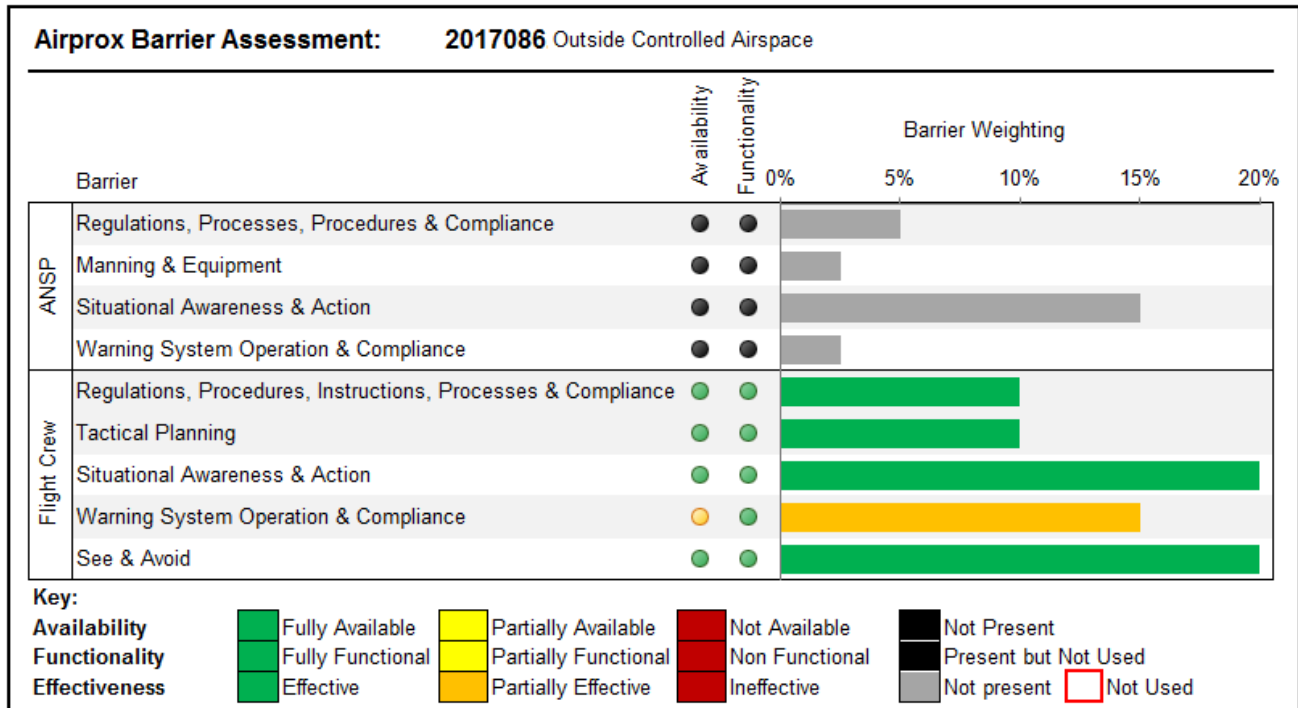 Airprox Barrier Assessment: 2017086 Outside Controlled Airspace
Availability
Functionality
Barrier Weighting
Barrier
0% 5% 10% 15% 20%
ANSP
Regulations, Processes, Procedures & Compliance
Manning & Equipment
Situational Awareness & Action
Warning System Operation & Compliance
Flight Crew
Regulations, Procedures, Instructions, Processes & Compliance
Tactical Planning
Situational Awareness & Action
Warning System Operation & Compliance
See & Avoid
Key:
Availability Fully Available Partially Available Not Available Not Present
Functionality Fully Functional Partially Functional Non Functional Present but Not Used
Effectiveness Effective Partially Effective Ineffective Not present Not Used